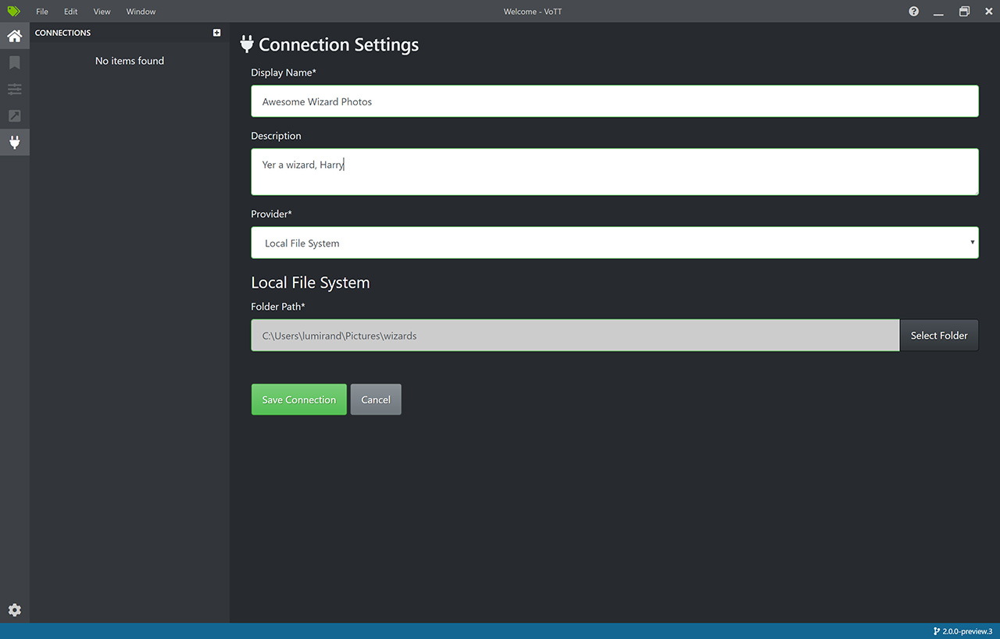 File Edit View Window Welcome - VoTT
CONNECTIONS
No items found
Connection Settings
Display Name*
Awesome Wizard Photos
Description
Yer a wizard, Harry
Provider*
Local File System
Local File System
Folder Path*
C:\Users\lumirand\Pictures\wizards Select Folder
Save Connection Cancel
2.0.0-preview.3